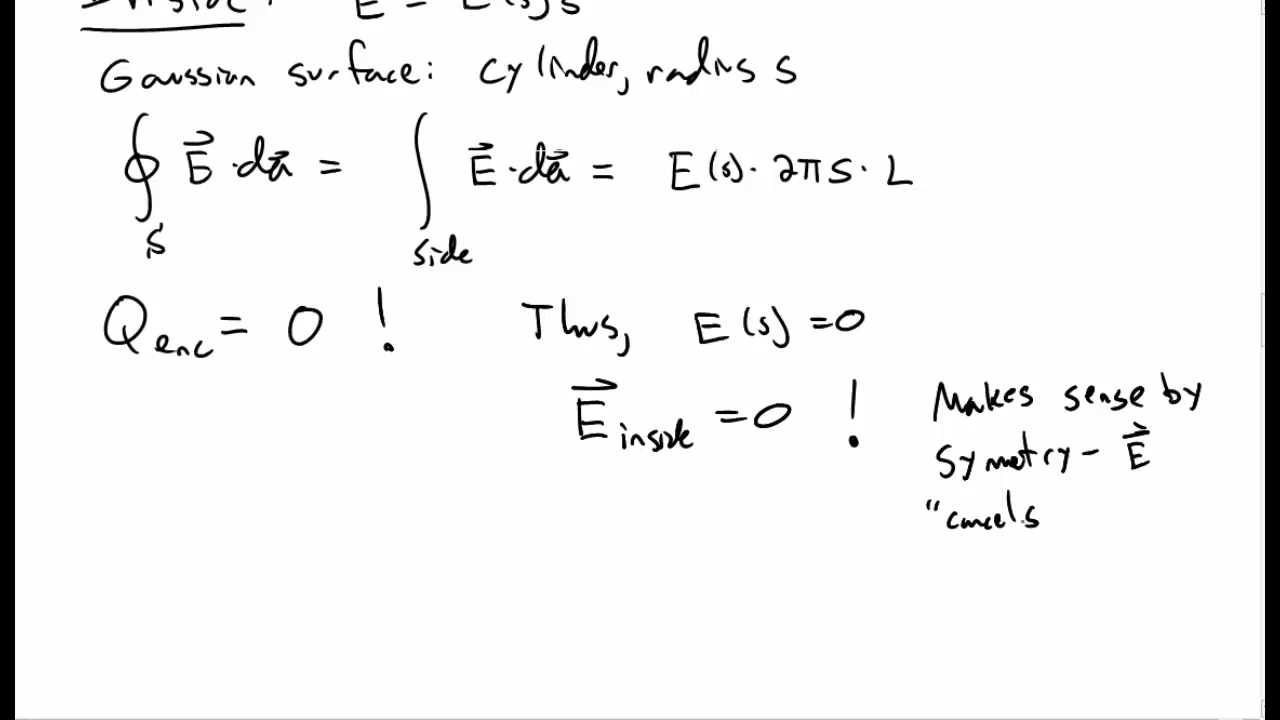 Inside: E = E(s) ŝ
Gaussian surface: cylinder, radius s
∮ E⃗ · da⃗ = ∫ E⃗ · da⃗ = E(s) · 2πs · L
S side
Qenc = 0 ! Thus, E(s) = 0
E⃗inside = 0 ! Makes sense by
symmetry - E⃗
"cancels